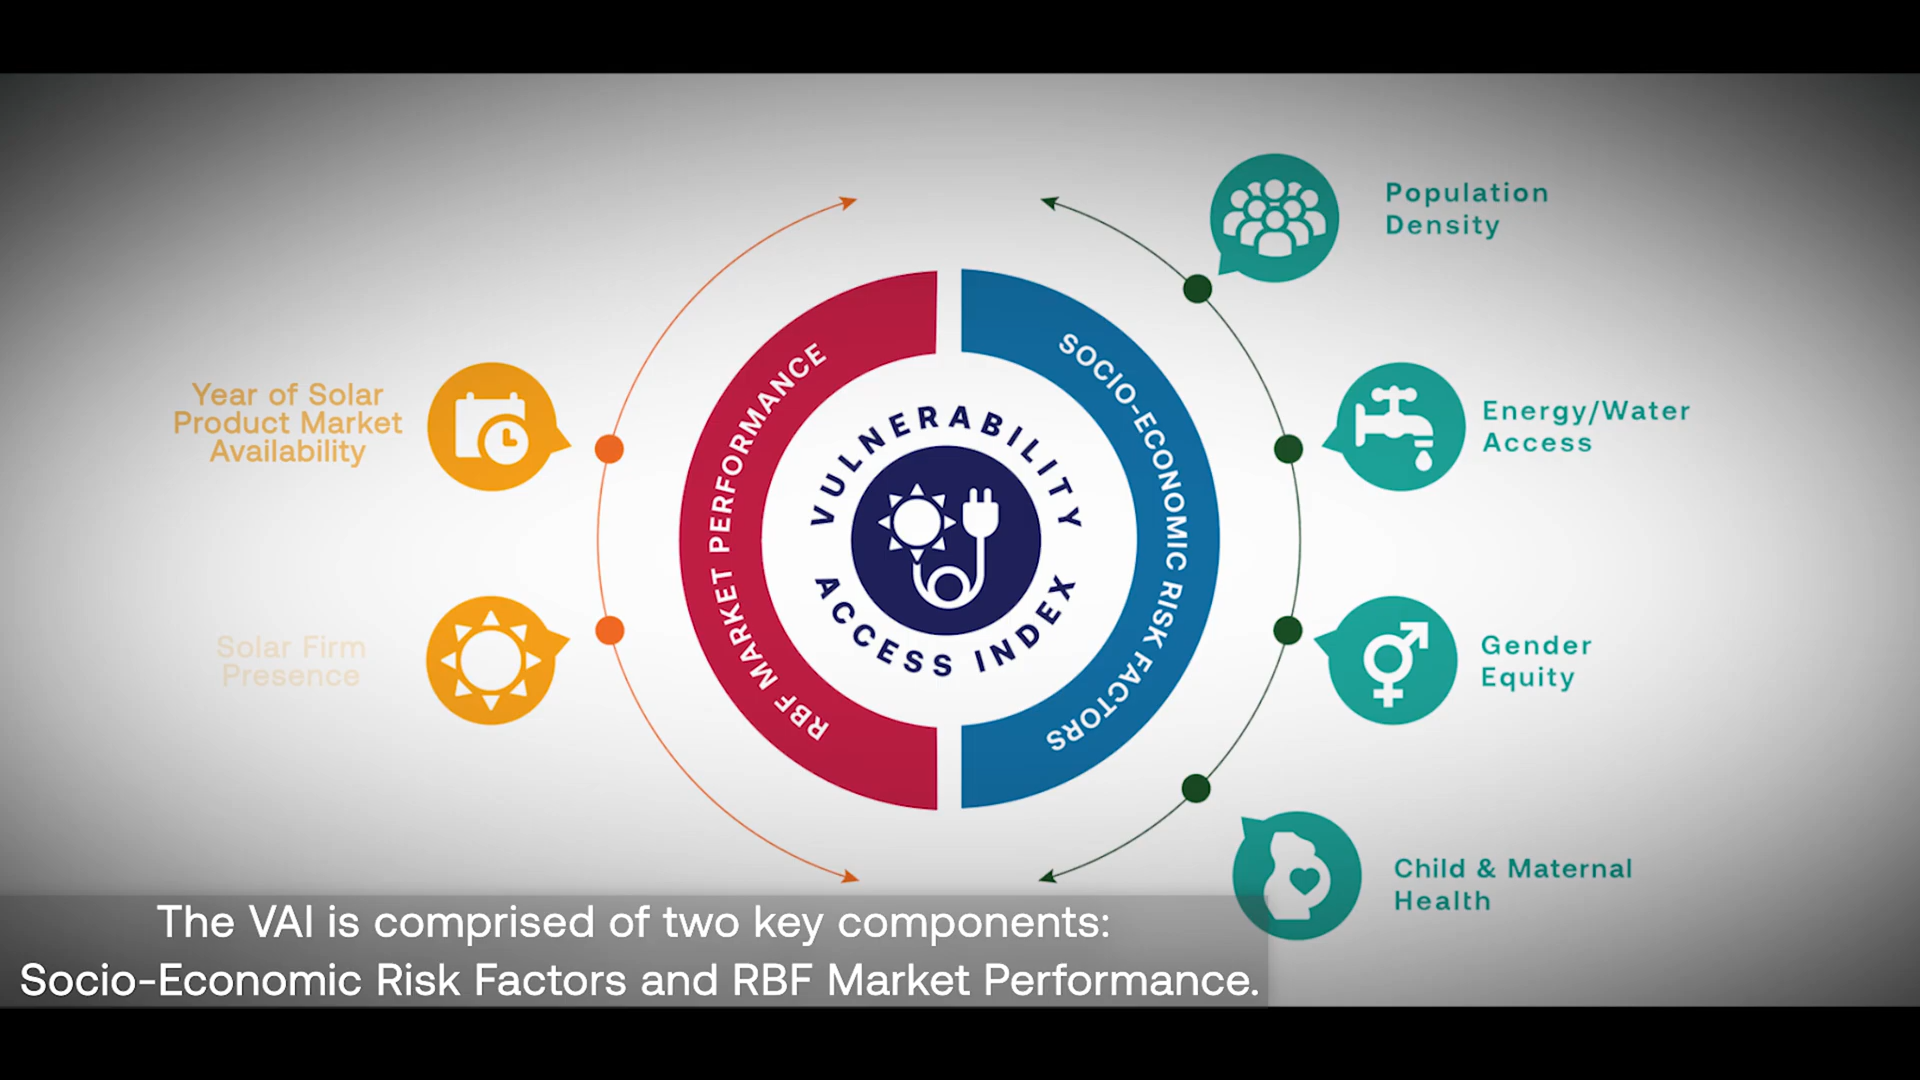 Population
Density
Year of Solar
Product Market
Availability
Energy/Water
Access
RBF MARKET PERFORMANCE
SOCIO-ECONOMIC RISK FACTORS
VULNERABILITY
ACCESS INDEX
Solar Firm
Presence
Gender
Equity
Child & Maternal
Health
The VAI is comprised of two key components:
Socio-Economic Risk Factors and RBF Market Performance.